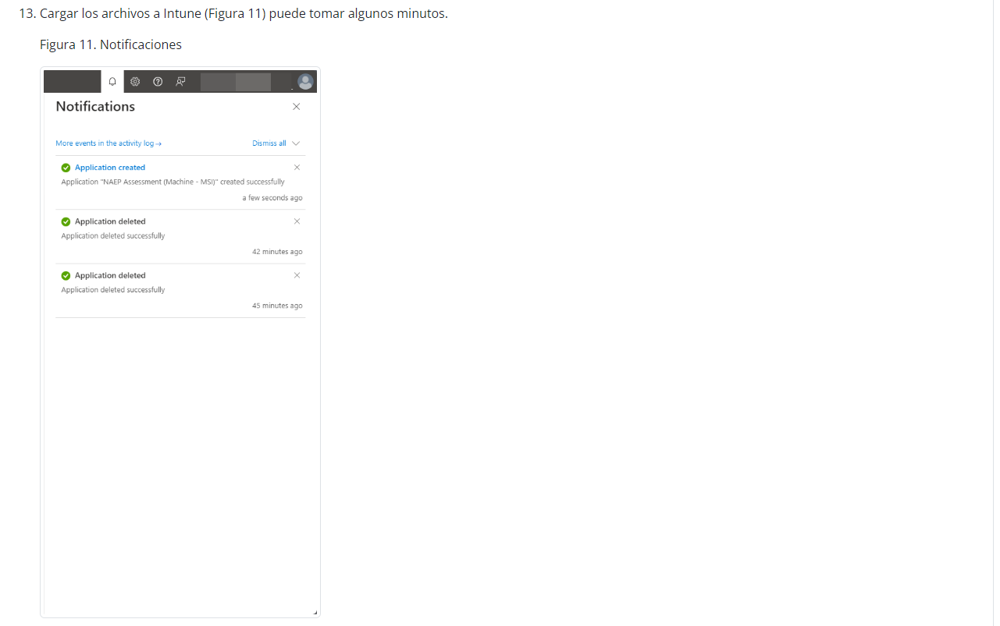 13. Cargar los archivos a Intune (Figura 11) puede tomar algunos minutos.
Figura 11. Notificaciones
Notifications
More events in the activity log →
Dismiss all
Application created
Application "NAEP Assessment (Machine - MSI)" created successfully
a few seconds ago
Application deleted
Application deleted successfully
42 minutes ago
Application deleted
Application deleted successfully
45 minutes ago